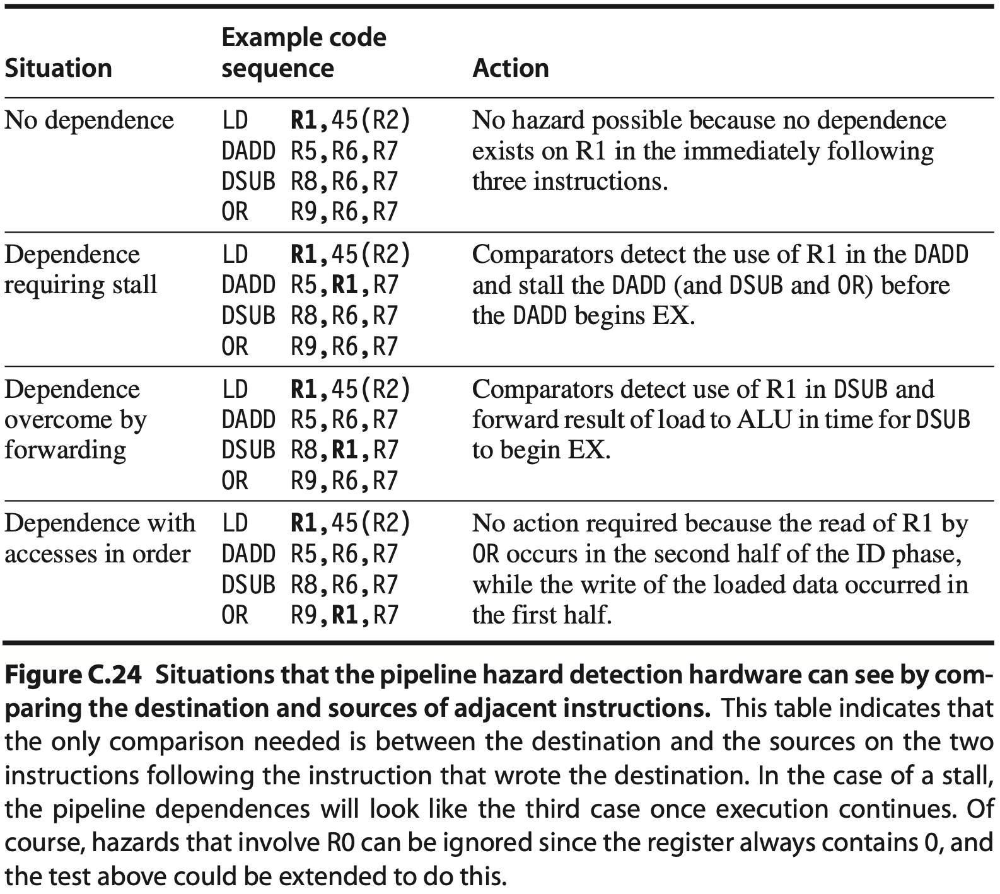 Situation Example code sequence Action
No dependence LD R1,45(R2) No hazard possible because no dependence
DADD R5,R6,R7 exists on R1 in the immediately following
DSUB R8,R6,R7 three instructions.
OR R9,R6,R7
Dependence LD R1,45(R2) Comparators detect the use of R1 in the DADD
requiring stall DADD R5,R1,R7 and stall the DADD (and DSUB and OR) before
DSUB R8,R6,R7 the DADD begins EX.
OR R9,R6,R7
Dependence LD R1,45(R2) Comparators detect use of R1 in DSUB and
overcome by DADD R5,R6,R7 forward result of load to ALU in time for DSUB
forwarding DSUB R8,R1,R7 to begin EX.
OR R9,R6,R7
Dependence with LD R1,45(R2) No action required because the read of R1 by
accesses in order DADD R5,R6,R7 OR occurs in the second half of the ID phase,
DSUB R8,R6,R7 while the write of the loaded data occurred in
OR R9,R1,R7 the first half.
Figure C.24 Situations that the pipeline hazard detection hardware can see by com-
paring the destination and sources of adjacent instructions. This table indicates that
the only comparison needed is between the destination and the sources on the two
instructions following the instruction that wrote the destination. In the case of a stall,
the pipeline dependences will look like the third case once execution continues. Of
course, hazards that involve R0 can be ignored since the register always contains 0, and
the test above could be extended to do this.